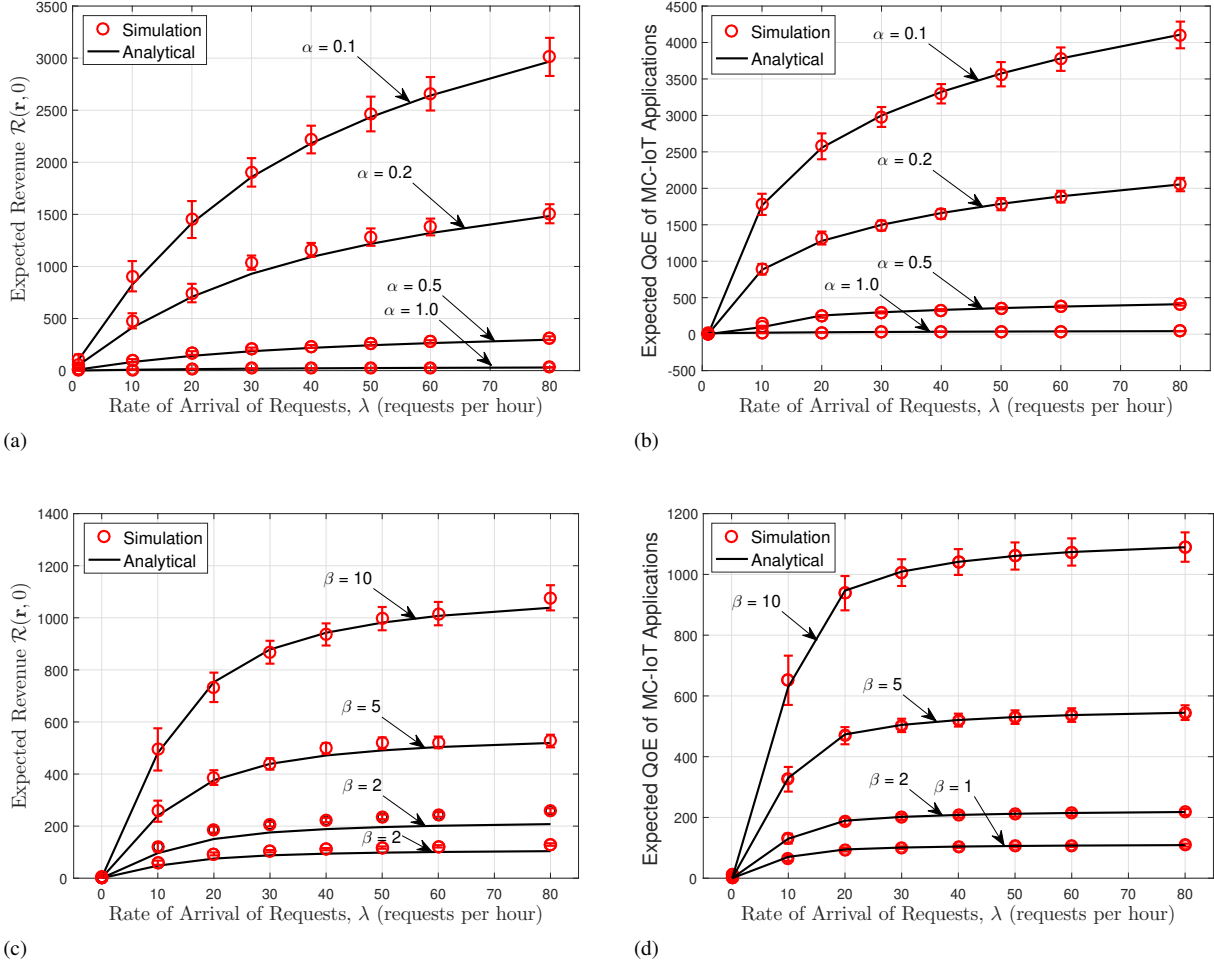 3500
3000
2500
2000
1500
1000
500
0
Expected Revenue R(r, 0)
Simulation
Analytical
α = 0.1
α = 0.2
α = 0.5
α = 1.0
0 10 20 30 40 50 60 70 80
Rate of Arrival of Requests, λ (requests per hour)
(a)
4500
4000
3500
3000
2500
2000
1500
1000
500
0
-500
Expected QoE of MC-IoT Applications
Simulation
Analytical
α = 0.1
α = 0.2
α = 0.5
α = 1.0
0 10 20 30 40 50 60 70 80
Rate of Arrival of Requests, λ (requests per hour)
(b)
1400
1200
1000
800
600
400
200
0
Expected Revenue R(r, 0)
Simulation
Analytical
β = 10
β = 5
β = 2
β = 2
0 10 20 30 40 50 60 70 80
Rate of Arrival of Requests, λ (requests per hour)
(c)
1200
1000
800
600
400
200
0
Expected QoE of MC-IoT Applications
Simulation
Analytical
β = 10
β = 5
β = 2
β = 1
0 10 20 30 40 50 60 70 80
Rate of Arrival of Requests, λ (requests per hour)
(d)